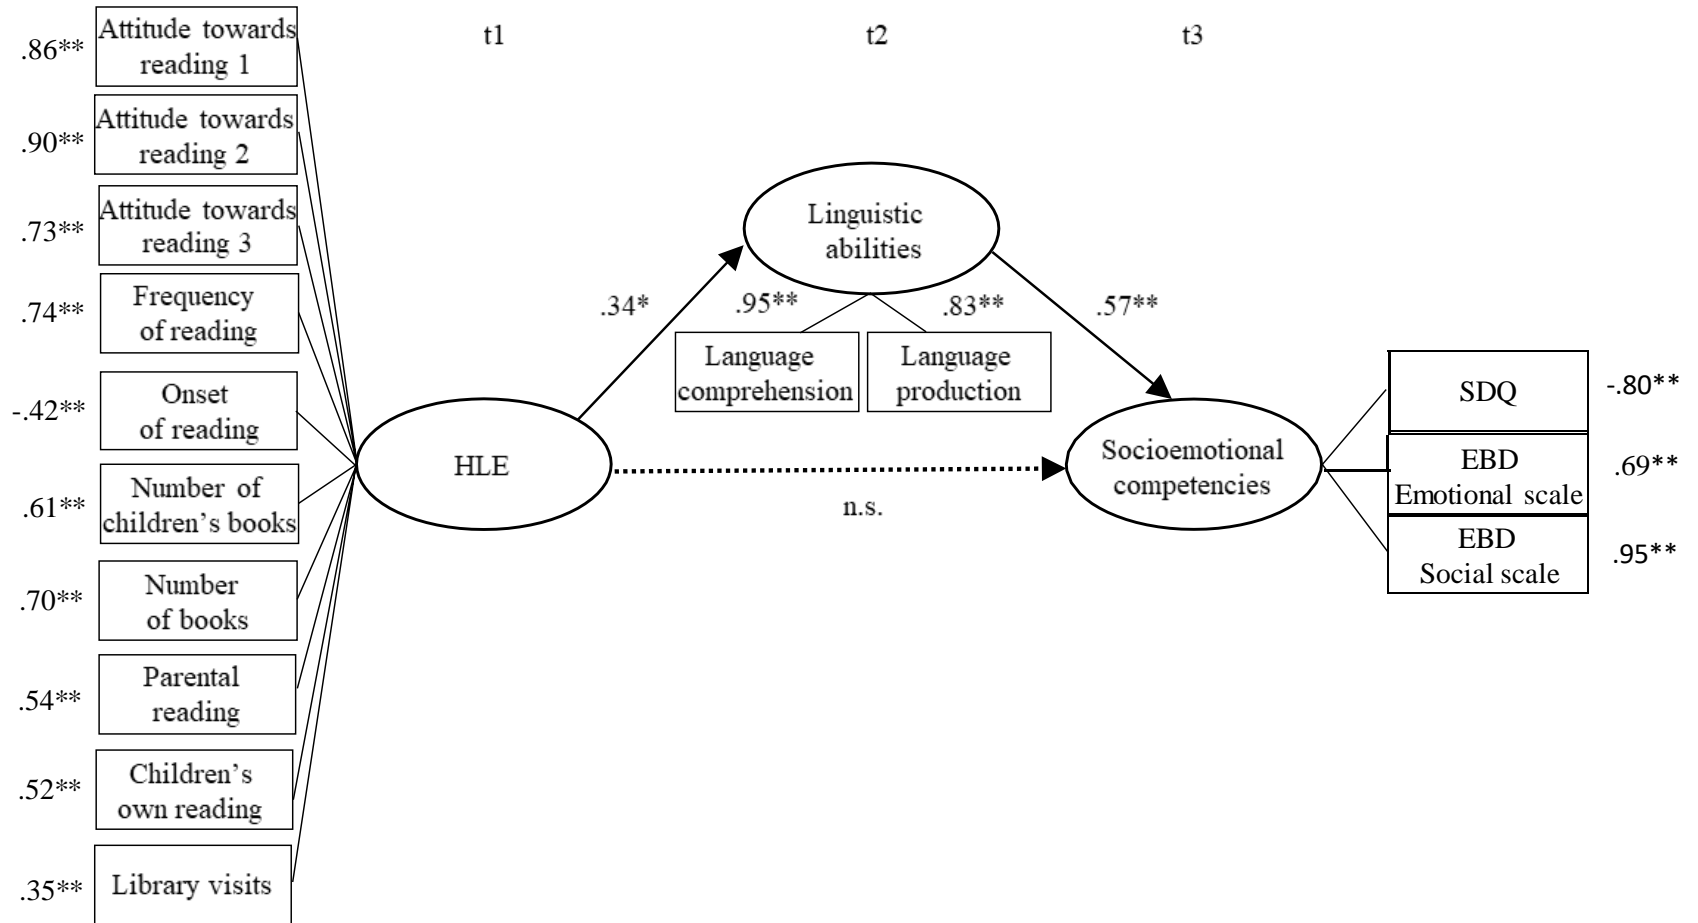 t1
t2
t3
.86**
Attitude towards
reading 1
.90**
Attitude towards
reading 2
.73**
Attitude towards
reading 3
.74**
Frequency
of reading
-.42**
Onset
of reading
.61**
Number of
children’s books
.70**
Number
of books
.54**
Parental
reading
.52**
Children’s
own reading
.35**
Library visits
HLE
.34*
Linguistic
abilities
.95**
.83**
Language
comprehension
Language
production
.57**
n.s.
Socioemotional
competencies
SDQ
-.80**
EBD
Emotional scale
.69**
EBD
Social scale
.95**